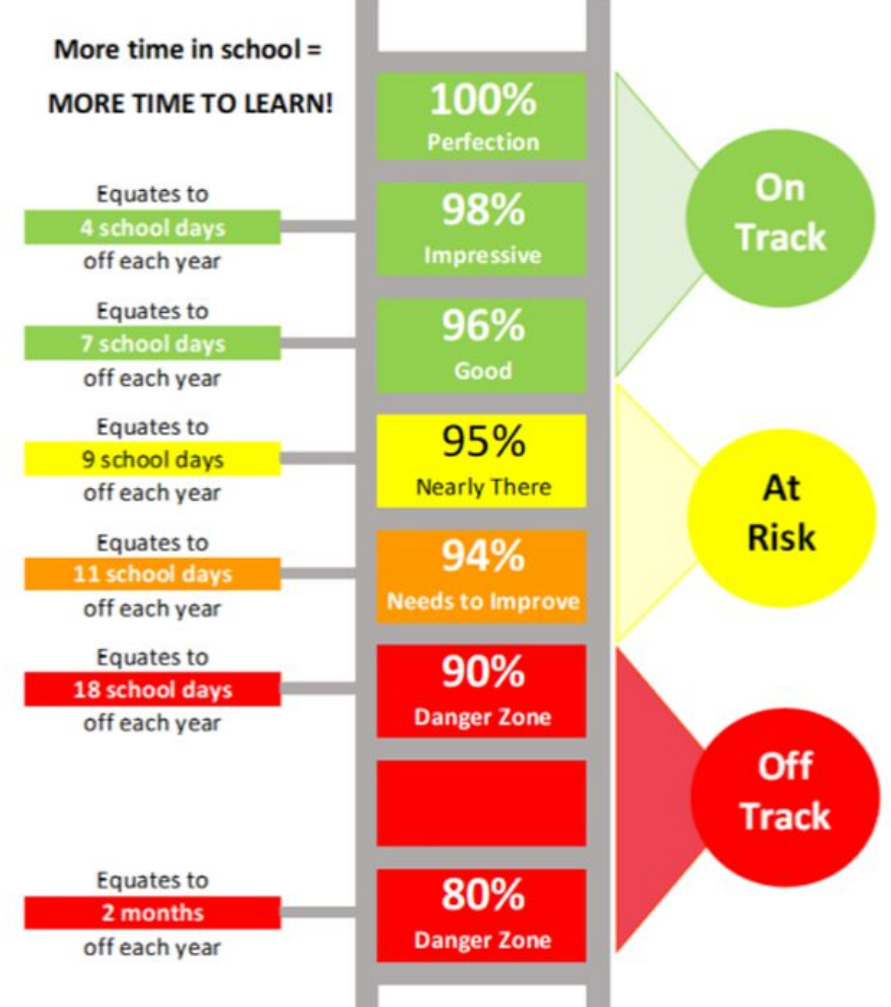 More time in school =
MORE TIME TO LEARN!
100%
Perfection
Equates to
4 school days
off each year
98%
Impressive
On
Track
Equates to
7 school days
off each year
96%
Good
Equates to
9 school days
off each year
95%
Nearly There
At
Risk
Equates to
11 school days
off each year
94%
Needs to Improve
Equates to
18 school days
off each year
90%
Danger Zone
Off
Track
Equates to
2 months
off each year
80%
Danger Zone